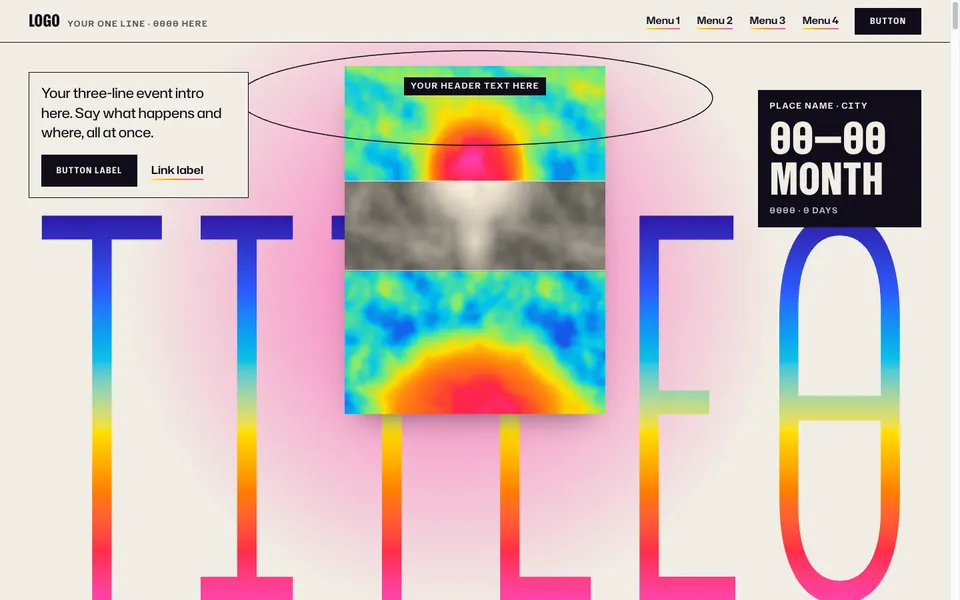 LOGO YOUR ONE LINE · 0000 HERE
Menu 1 Menu 2 Menu 3 Menu 4 BUTTON
Your three-line event intro
here. Say what happens and
where, all at once.
BUTTON LABEL Link label
YOUR HEADER TEXT HERE
PLACE NAME · CITY
00—00
MONTH
0000 · 0 DAYS
TITLE0